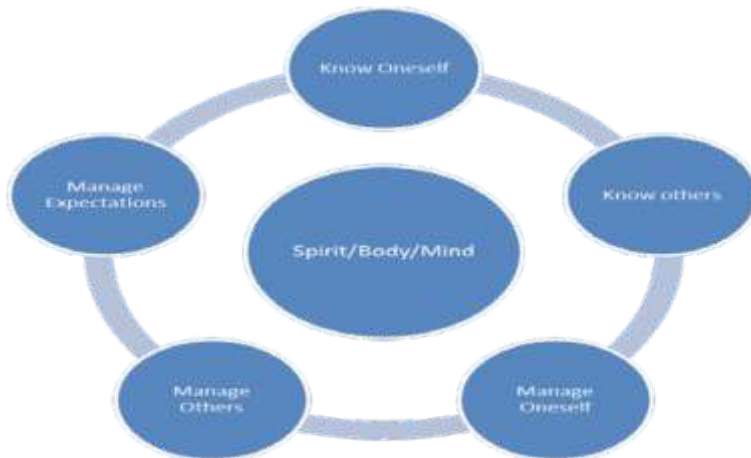 Know Oneself
Manage
Expectations
Know others
Spirit/Body/Mind
Manage
Others
Manage
Oneself